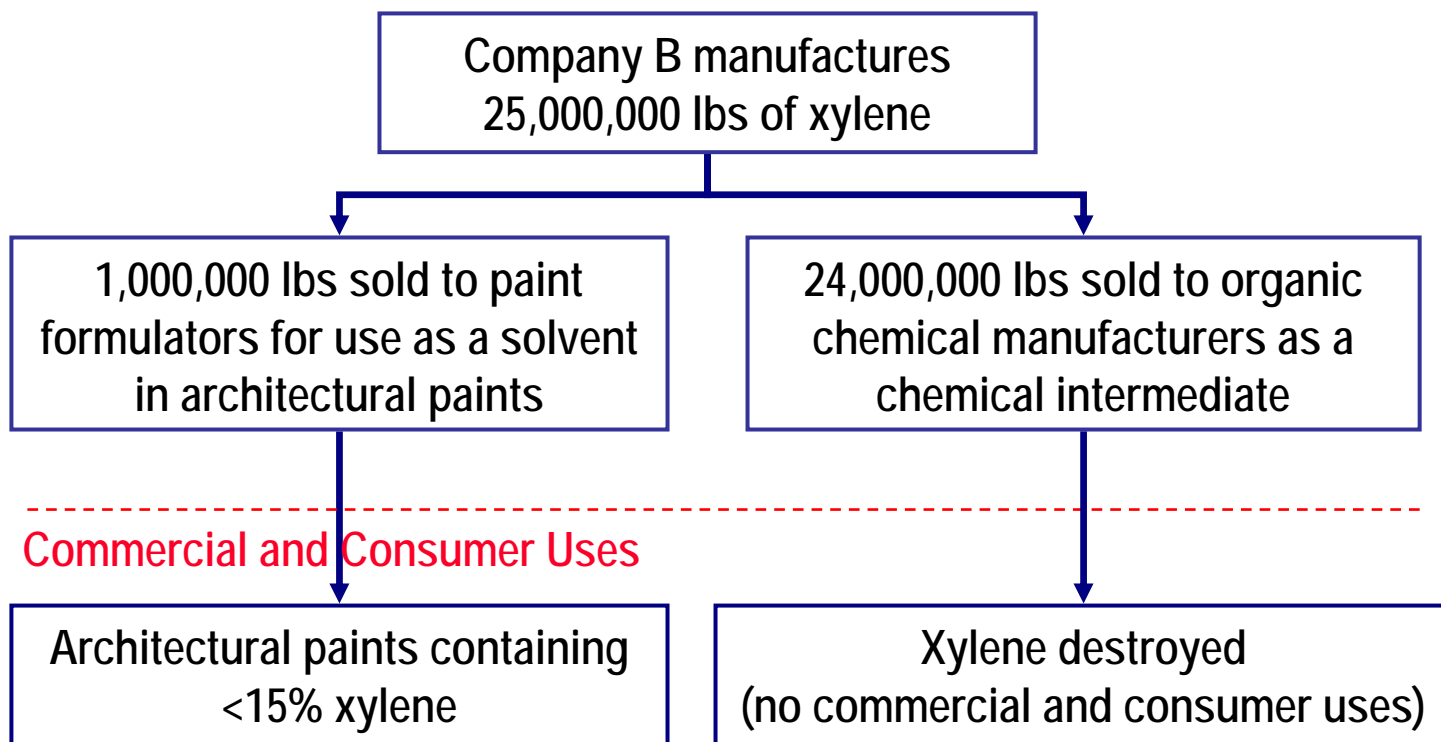 Company B manufactures
25,000,000 lbs of xylene
1,000,000 lbs sold to paint
formulators for use as a solvent
in architectural paints
24,000,000 lbs sold to organic
chemical manufacturers as a
chemical intermediate
Commercial and Consumer Uses
Architectural paints containing
<15% xylene
Xylene destroyed
(no commercial and consumer uses)